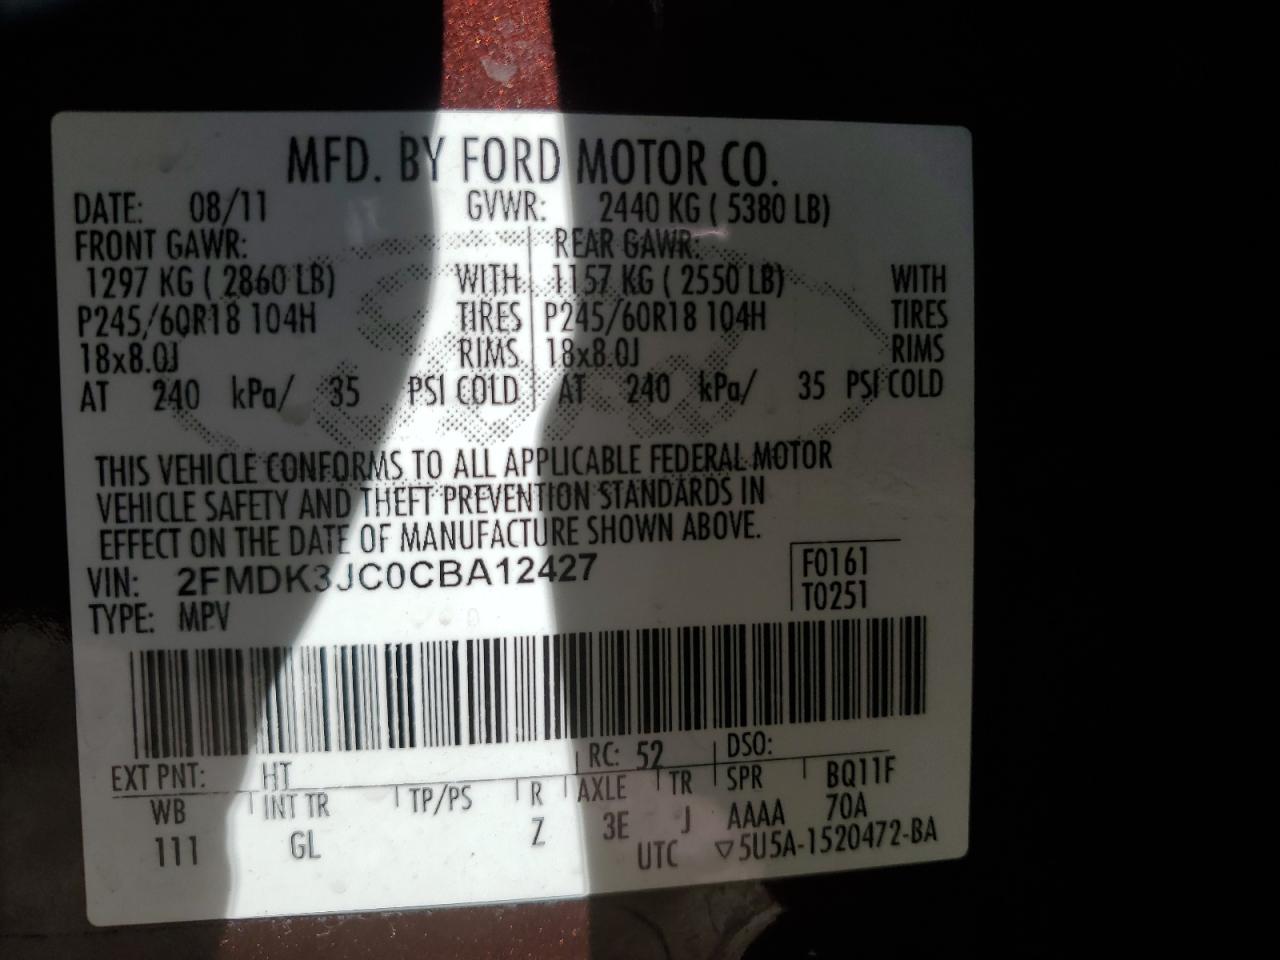 MFD. BY FORD MOTOR CO.
DATE: 08/11 GVWR: 2440 KG ( 5380 LB)
FRONT GAWR: REAR GAWR:
1297 KG ( 2860 LB) WITH 1157 KG ( 2550 LB) WITH
P245/60R18 104H TIRES P245/60R18 104H TIRES
18x8.0J RIMS 18x8.0J RIMS
AT 240 kPa/ 35 PSI COLD AT 240 kPa/ 35 PSI COLD
THIS VEHICLE CONFORMS TO ALL APPLICABLE FEDERAL MOTOR
VEHICLE SAFETY AND THEFT PREVENTION STANDARDS IN
EFFECT ON THE DATE OF MANUFACTURE SHOWN ABOVE.
VIN: 2FMDK3JC0CBA12427 F0161
TYPE: MPV T0251
EXT PNT: HT RC: 52 DSO:
WB INT TR TP/PS R AXLE TR SPR BQ11F
111 GL Z 3E J AAAA 70A
UTC ▽5U5A-1520472-BA